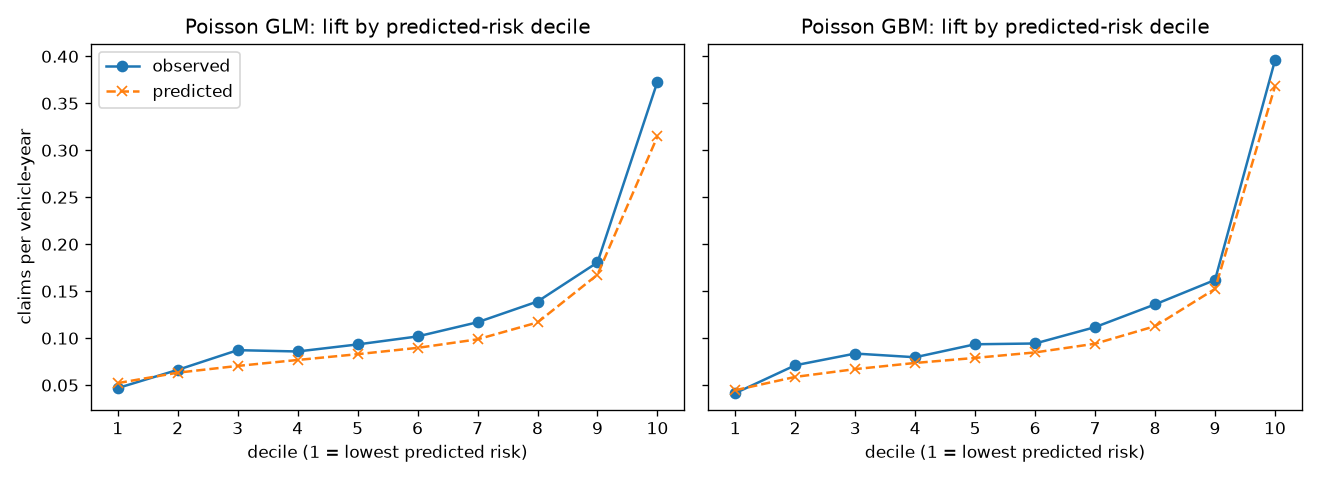 Poisson GLM: lift by predicted-risk decile
observed
predicted
claims per vehicle-year
0.40
0.35
0.30
0.25
0.20
0.15
0.10
0.05
1 2 3 4 5 6 7 8 9 10
decile (1 = lowest predicted risk)
Poisson GBM: lift by predicted-risk decile
1 2 3 4 5 6 7 8 9 10
decile (1 = lowest predicted risk)